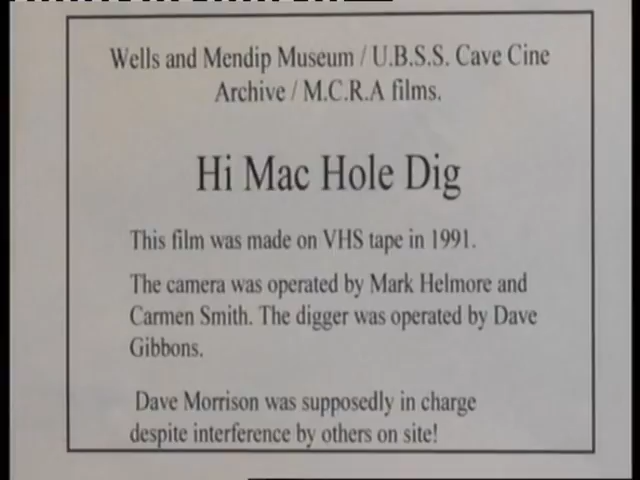 Wells and Mendip Museum / U.B.S.S. Cave Cine
Archive / M.C.R.A films.
Hi Mac Hole Dig
This film was made on VHS tape in 1991.
The camera was operated by Mark Helmore and
Carmen Smith. The digger was operated by Dave
Gibbons.
Dave Morrison was supposedly in charge
despite interference by others on site!